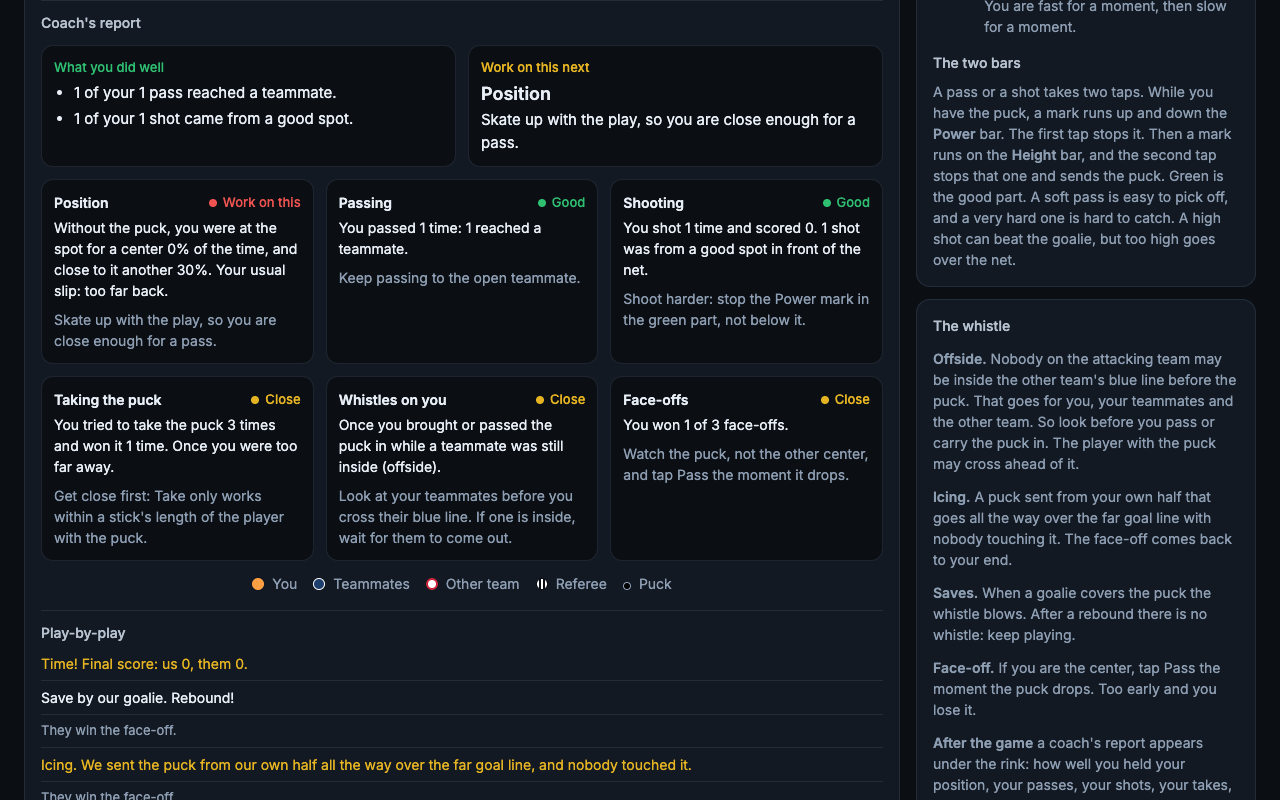 Coach's report
What you did well
• 1 of your 1 pass reached a teammate.
• 1 of your 1 shot came from a good spot.
Work on this next
Position
Skate up with the play, so you are close enough for a
pass.
Position
Work on this
Without the puck, you were at the
spot for a center 0% of the time, and
close to it another 30%. Your usual
slip: too far back.
Skate up with the play, so you are
close enough for a pass.
Passing
Good
You passed 1 time: 1 reached a
teammate.
Keep passing to the open teammate.
Shooting
Good
You shot 1 time and scored 0. 1 shot
was from a good spot in front of the
net.
Shoot harder: stop the Power mark in
the green part, not below it.
Taking the puck
Close
You tried to take the puck 3 times
and won it 1 time. Once you were too
far away.
Get close first: Take only works
within a stick's length of the player
with the puck.
Whistles on you
Close
Once you brought or passed the
puck in while a teammate was still
inside (offside).
Look at your teammates before you
cross their blue line. If one is inside,
wait for them to come out.
Face-offs
Close
You won 1 of 3 face-offs.
Watch the puck, not the other center,
and tap Pass the moment it drops.
You
Teammates
Other team
Referee
Puck
Play-by-play
Time! Final score: us 0, them 0.
Save by our goalie. Rebound!
They win the face-off.
Icing. We sent the puck from our own half all the way over the far goal line, and nobody touched it.
They win the face-off.
You are fast for a moment, then slow
for a moment.
The two bars
A pass or a shot takes two taps. While you
have the puck, a mark runs up and down the
Power bar. The first tap stops it. Then a mark
runs on the Height bar, and the second tap
stops that one and sends the puck. Green is
the good part. A soft pass is easy to pick off,
and a very hard one is hard to catch. A high
shot can beat the goalie, but too high goes
over the net.
The whistle
Offside. Nobody on the attacking team may
be inside the other team's blue line before the
puck. That goes for you, your teammates and
the other team. So look before you pass or
carry the puck in. The player with the puck
may cross ahead of it.
Icing. A puck sent from your own half that
goes all the way over the far goal line with
nobody touching it. The face-off comes back
to your end.
Saves. When a goalie covers the puck the
whistle blows. After a rebound there is no
whistle: keep playing.
Face-off. If you are the center, tap Pass the
moment the puck drops. Too early and you
lose it.
After the game a coach's report appears
under the rink: how well you held your
position, your passes, your shots, your takes,